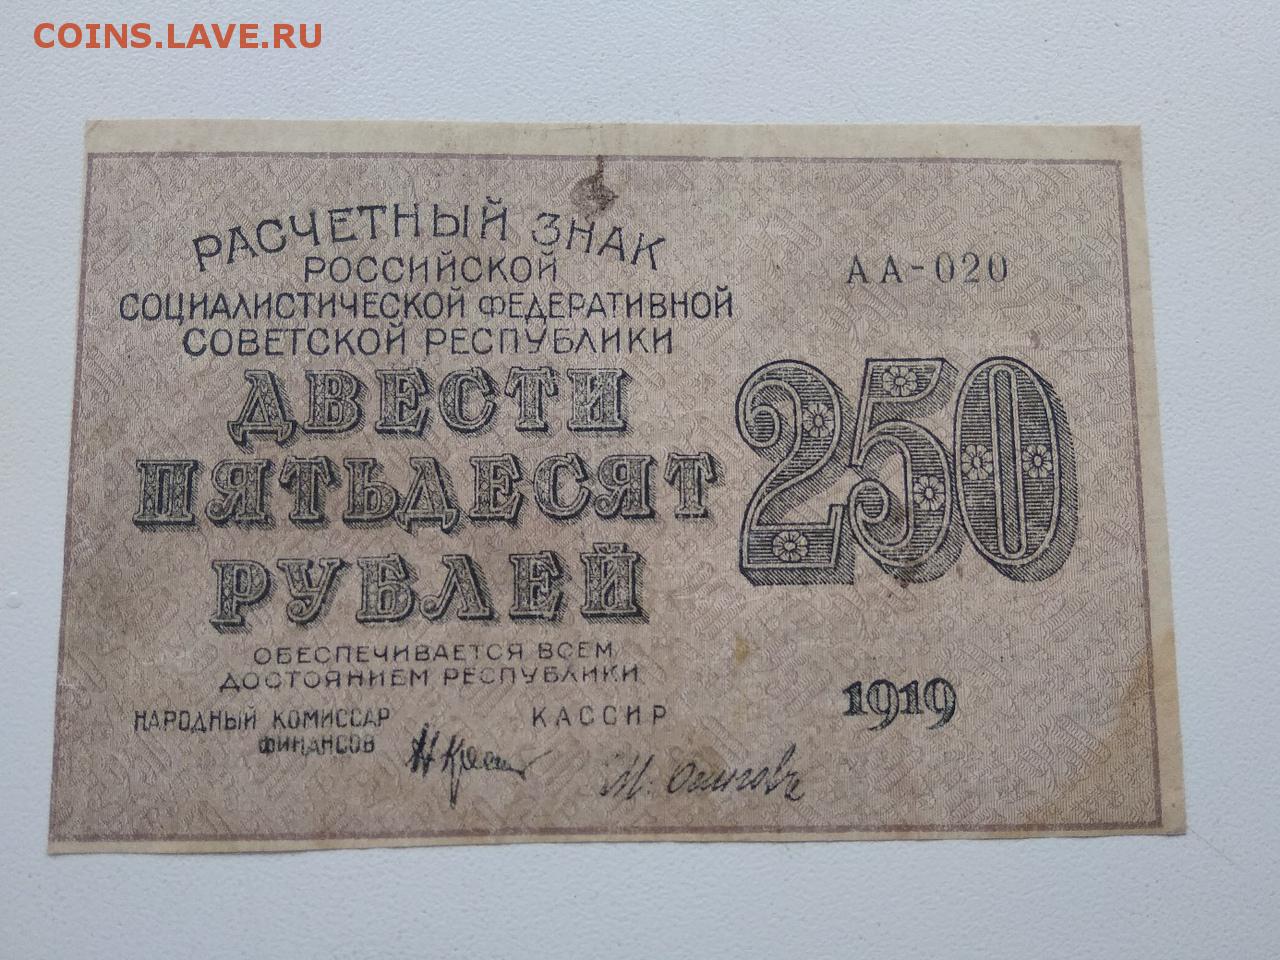 COINS.LAVE.RU
РАСЧЕТНЫЙ ЗНАК
РОССИЙСКОЙ
СОЦИАЛИСТИЧЕСКОЙ ФЕДЕРАТИВНОЙ
СОВЕТСКОЙ РЕСПУБЛИКИ
ДВЕСТИ
ПЯТЬДЕСЯТ
РУБЛЕЙ
ОБЕСПЕЧИВАЕТСЯ ВСЕМ
ДОСТОЯНИЕМ РЕСПУБЛИКИ
НАРОДНЫЙ КОМИССАР
ФИНАНСОВ
КАССИР
АА-020
250
1919